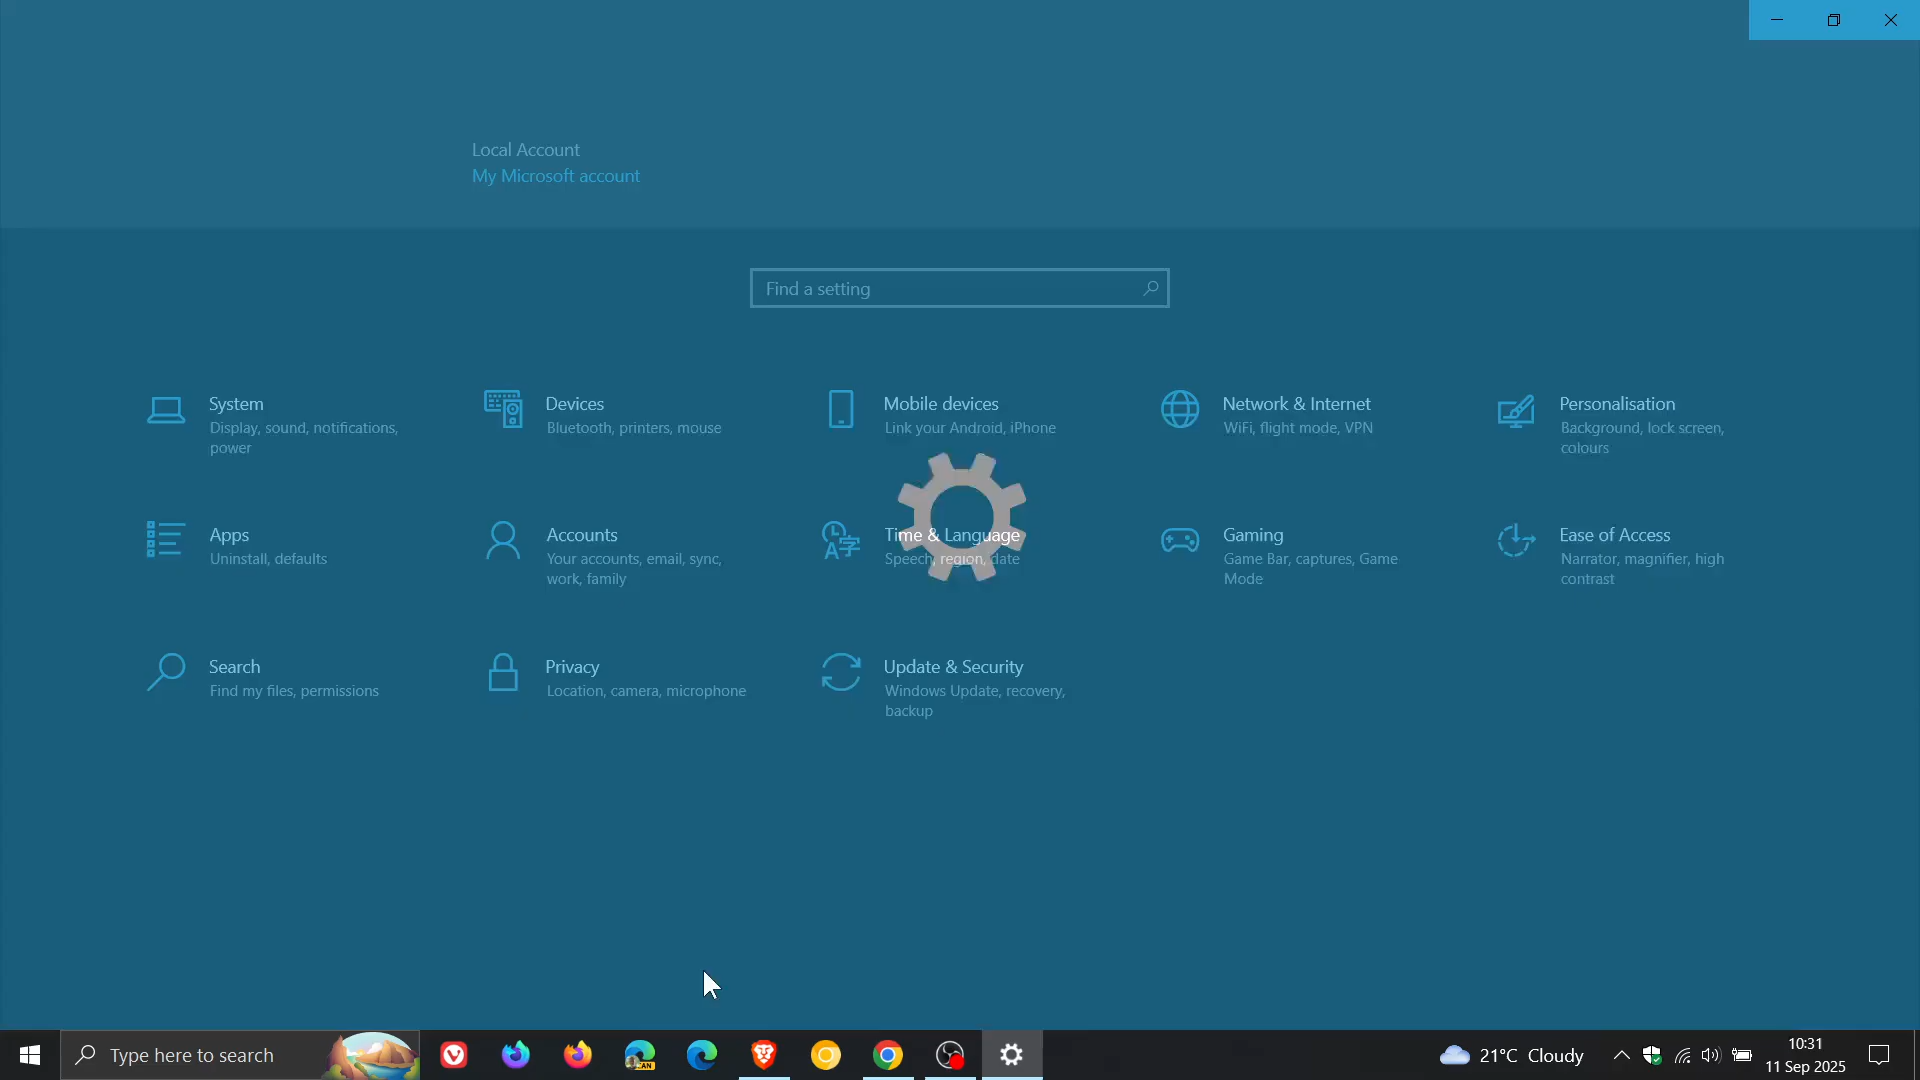 Local Account
My Microsoft account
Find a setting
System
Display, sound, notifications,
power
Devices
Bluetooth, printers, mouse
Mobile devices
Link your Android, iPhone
Network & Internet
WiFi, flight mode, VPN
Personalisation
Background, lock screen,
colours
Apps
Uninstall, defaults
Accounts
Your accounts, email, sync,
work, family
Time & Language
Speech, region, date
Gaming
Game Bar, captures, Game
Mode
Ease of Access
Narrator, magnifier, high
contrast
Search
Find my files, permissions
Privacy
Location, camera, microphone
Update & Security
Windows Update, recovery,
backup
Type here to search
CAN
21°C Cloudy
10:31
11 Sep 2025